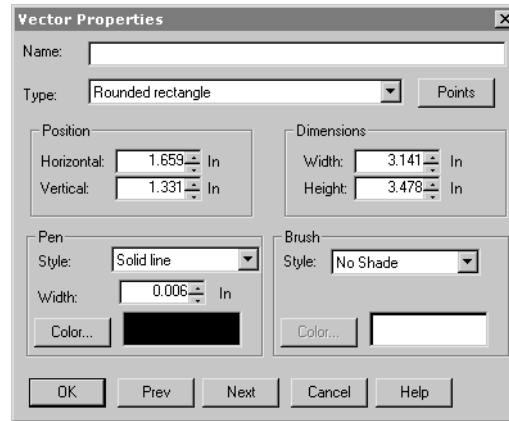 Vector Properties
Name:
Type: Rounded rectangle Points
Position Dimensions
Horizontal: 1.659 In Width: 3.141 In
Vertical: 1.331 In Height: 3.478 In
Pen Brush
Style: Solid line Style: No Shade
Width: 0.006 In
Color... Color...
OK Prev Next Cancel Help